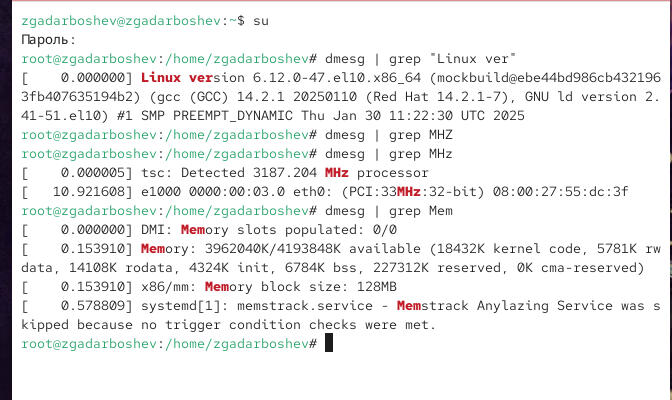 zgadarboshev@zgadarboshev:~$ su
Пароль:
root@zgadarboshev:/home/zgadarboshev# dmesg | grep "Linux ver"
[    0.000000] Linux version 6.12.0-47.el10.x86_64 (mockbuild@ebe44bd986cb432196
3fb407635194b2) (gcc (GCC) 14.2.1 20250110 (Red Hat 14.2.1-7), GNU ld version 2.
41-51.el10) #1 SMP PREEMPT_DYNAMIC Thu Jan 30 11:22:30 UTC 2025
root@zgadarboshev:/home/zgadarboshev# dmesg | grep MHZ
root@zgadarboshev:/home/zgadarboshev# dmesg | grep MHz
[    0.000005] tsc: Detected 3187.204 MHz processor
[   10.921608] e1000 0000:00:03.0 eth0: (PCI:33MHz:32-bit) 08:00:27:55:dc:3f
root@zgadarboshev:/home/zgadarboshev# dmesg | grep Mem
[    0.000000] DMI: Memory slots populated: 0/0
[    0.153910] Memory: 3962040K/4193848K available (18432K kernel code, 5781K rw
data, 14108K rodata, 4324K init, 6784K bss, 227312K reserved, 0K cma-reserved)
[    0.153910] x86/mm: Memory block size: 128MB
[    0.578809] systemd[1]: memstrack.service - Memstrack Anylazing Service was s
kipped because no trigger condition checks were met.
root@zgadarboshev:/home/zgadarboshev#